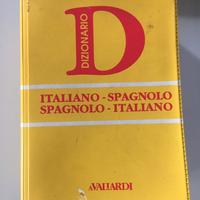 DIZIONARIO
D
ITALIANO - SPAGNOLO
SPAGNOLO - ITALIANO
A.VALLARDI